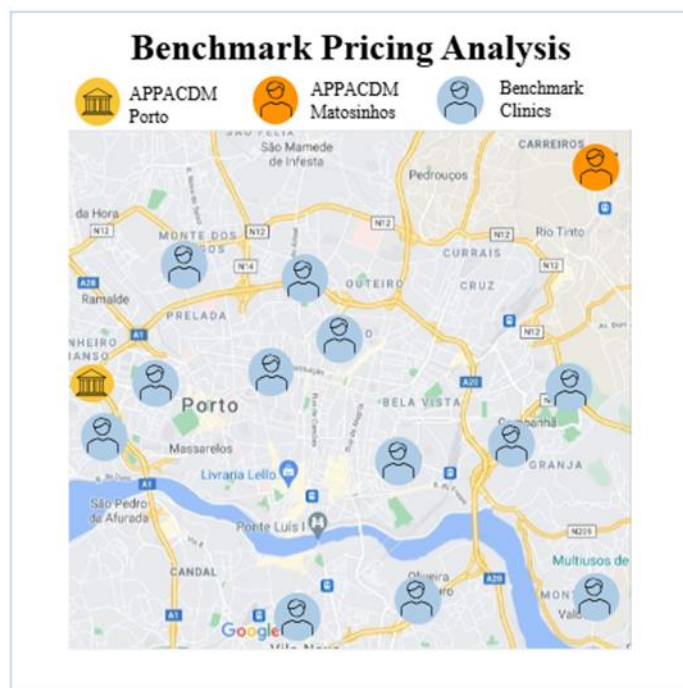 Benchmark Pricing Analysis
APPACDM
Porto
APPACDM
Matosinhos
Benchmark
Clinics
São Mamede
de Infesta
CARREIROS
Pedrouços
da Hora
N12
MONTE DOS
N12
N12
Rio Tinto
N14
CURRAIS
N12
A28
Ramalde
OUTEIRO
CRUZ
PRELADA
A1
N12
A20
Porto
BELA VISTA
Campanhã
Massarelos
GRANJA
Livraria Lello
A1
São Pedro
da Afurada
Ponte Luís I
N209
CANDAL
A20
Multiusos de
A1
Google